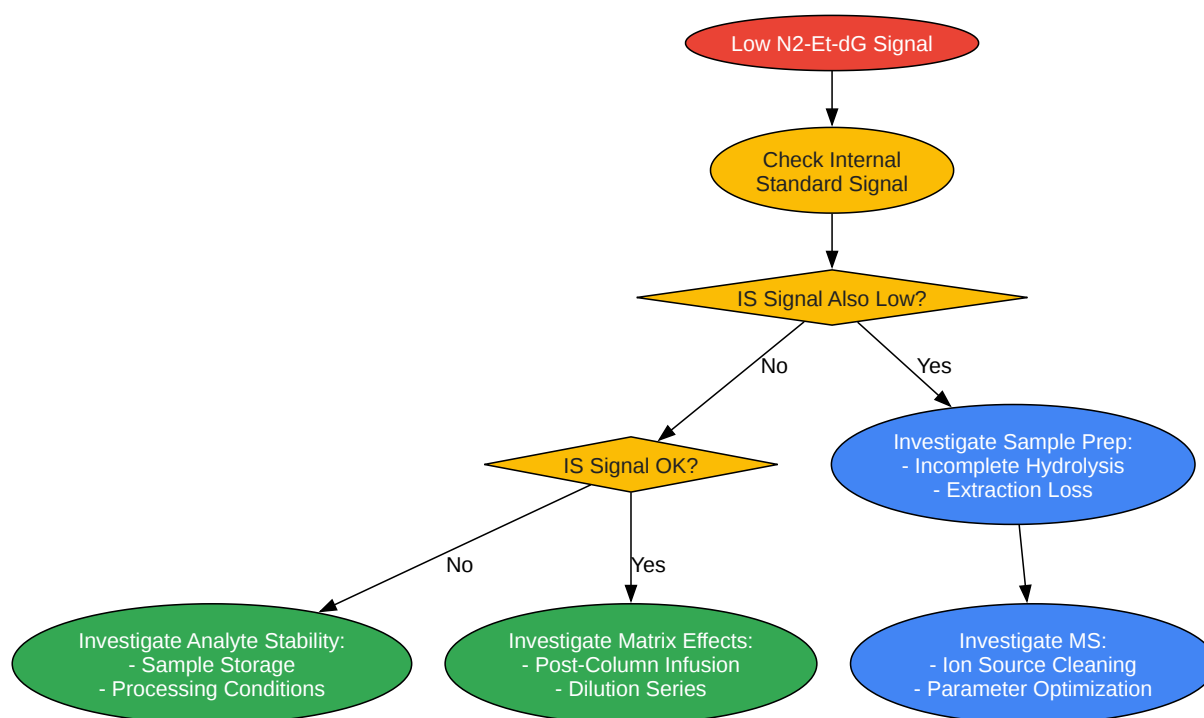 Low N2-Et-dG Signal
Check Internal
Standard Signal
IS Signal Also Low?
No
Yes
IS Signal OK?
Investigate Sample Prep:
- Incomplete Hydrolysis
- Extraction Loss
No
Yes
Investigate Analyte Stability:
- Sample Storage
- Processing Conditions
Investigate Matrix Effects:
- Post-Column Infusion
- Dilution Series
Investigate MS:
- Ion Source Cleaning
- Parameter Optimization